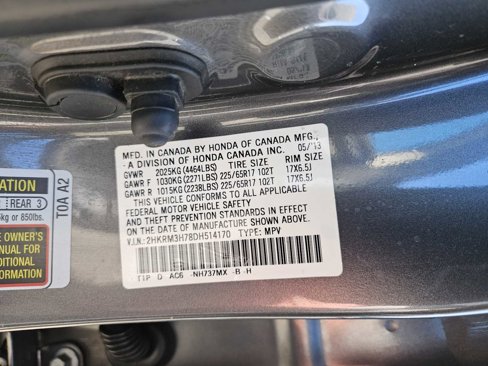 MFD. IN CANADA BY HONDA OF CANADA MFG.,
A DIVISION OF HONDA CANADA INC. 05/13
GVWR 2025KG (4464LBS) TIRE SIZE RIM SIZE
GAWR F 1030KG (2271LBS) 225/65R17 102T 17X6.5J
GAWR R 1015KG (2238LBS) 225/65R17 102T 17X6.5J
THIS VEHICLE CONFORMS TO ALL APPLICABLE
FEDERAL MOTOR VEHICLE SAFETY
AND THEFT PREVENTION STANDARDS IN EFFECT
ON THE DATE OF MANUFACTURE SHOWN ABOVE.
V.I.N.: 2HKRM3H78DH514170 TYPE: MPV
AC6 -NH737MX -B -H
ATION
REAR 3
kg or 850lbs.
E OWNER'S
NUAL FOR
DITIONAL
ORMATION
TOA A2